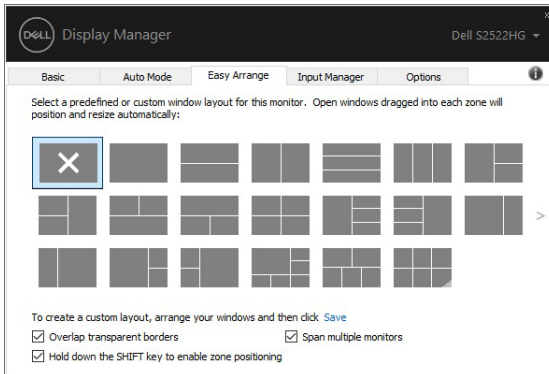 DELL Display Manager
Dell S2522HG
Basic
Auto Mode
Easy Arrange
Input Manager
Options
Select a predefined or custom window layout for this monitor. Open windows dragged into each zone will
position and resize automatically:
To create a custom layout, arrange your windows and then click Save
Overlap transparent borders
Span multiple monitors
Hold down the SHIFT key to enable zone positioning